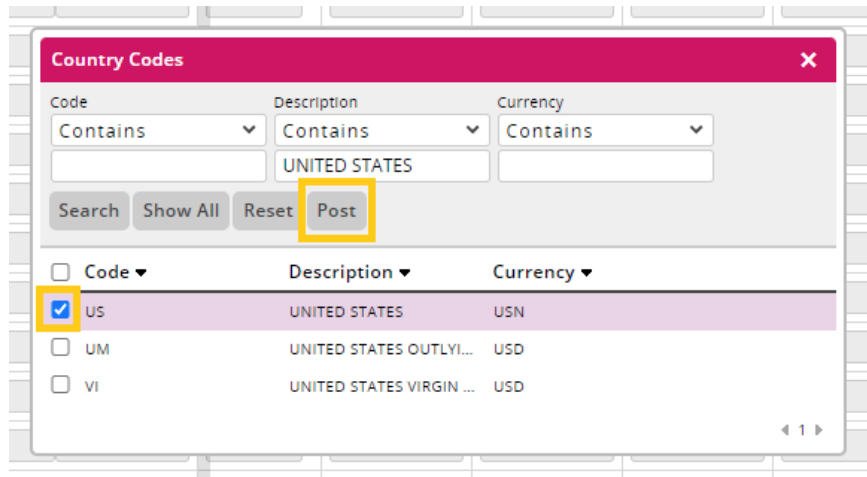 Country Codes
Code Description Currency
Contains Contains Contains
UNITED STATES
Search Show All Reset Post
Code Description Currency
US UNITED STATES USN
UM UNITED STATES OUTLYI... USD
VI UNITED STATES VIRGIN ... USD
1